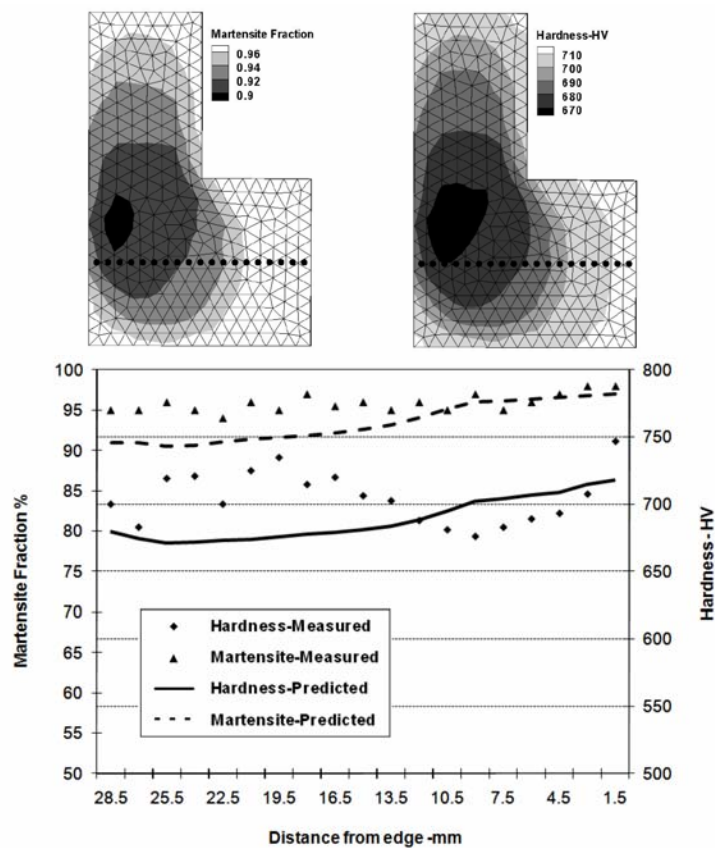 Martensite Fraction
0.96
0.94
0.92
0.9
Hardness-HV
710
700
690
680
670
100
95
90
85
80
75
70
65
60
55
50
Martensite Fraction %
800
750
700
650
600
550
500
Hardness - HV
Hardness-Measured
Martensite-Measured
Hardness-Predicted
Martensite-Predicted
28.5 25.5 22.5 19.5 16.5 13.5 10.5 7.5 4.5 1.5
Distance from edge -mm